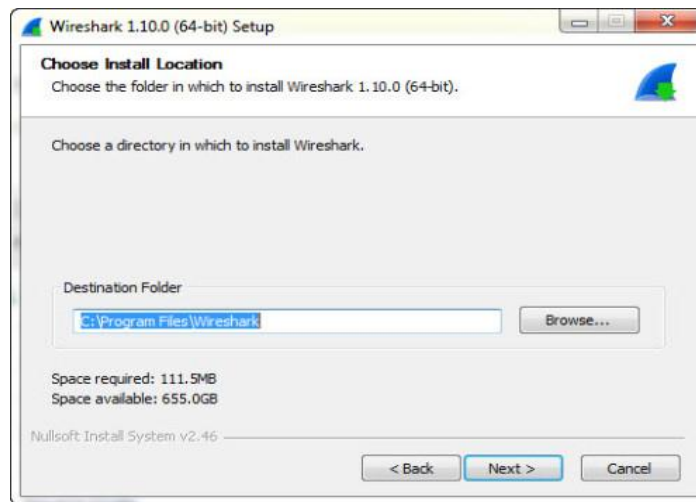 Wireshark 1.10.0 (64-bit) Setup
Choose Install Location
Choose the folder in which to install Wireshark 1.10.0 (64-bit).
Choose a directory in which to install Wireshark.
Destination Folder
C:\Program Files\Wireshark
Browse...
Space required: 111.5MB
Space available: 655.0GB
Nullsoft Install System v2.46
< Back
Next >
Cancel